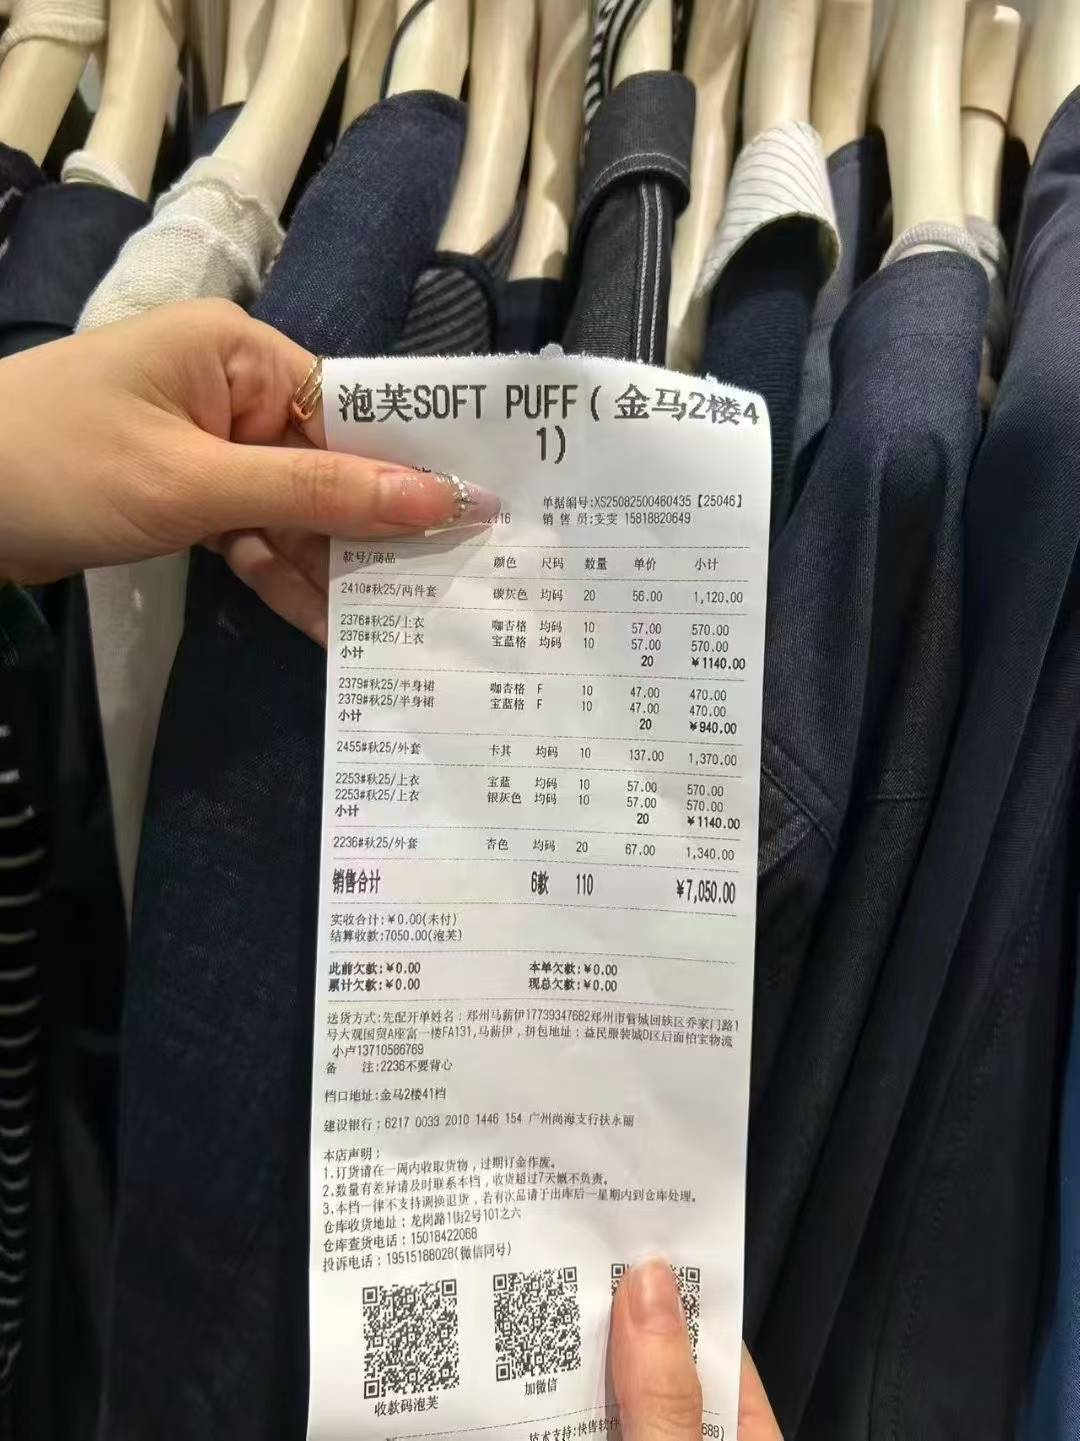 泡芙SOFT PUFF(金马2楼4
1)
单据编号:XS25082500460435【25046】
销 售 员:雯雯 15818820649
款号/商品 颜色 尺码 数量 单价 小计
2410#秋25/两件套 碳灰色 均码 20 56.00 1,120.00
2376#秋25/上衣 咖杏格 均码 10 57.00 570.00
2376#秋25/上衣 宝蓝格 均码 10 57.00 570.00
小计 20 ¥1140.00
2379#秋25/半身裙 咖杏格 F 10 47.00 470.00
2379#秋25/半身裙 宝蓝格 F 10 47.00 470.00
小计 20 ¥940.00
2455#秋25/外套 卡其 均码 10 137.00 1,370.00
2253#秋25/上衣 宝蓝 均码 10 57.00 570.00
2253#秋25/上衣 银灰色 均码 10 57.00 570.00
小计 20 ¥1140.00
2236#秋25/外套 杏色 均码 20 67.00 1,340.00
销售合计 6款 110 ¥7,050.00
实收合计:¥0.00(未付)
结算收款:7050.00(泡芙)
此前欠款:¥0.00 本单欠款:¥0.00
累计欠款:¥0.00 现总欠款:¥0.00
送货方式:先配开单姓名:郑州马薪伊17739347682郑州市管城回族区乔家门路1
号大观国贸A座富一楼FA131,马薪伊,拼包地址:益民服装城D区后面柏宝物流
小卢13710586769
备 注:2236不要背心
档口地址:金马2楼41档
建设银行:6217 0033 2010 1446 154 广州尚海支行扶永丽
本店声明:
1.订货请在一周内收取货物,过期订金作废。
2.数量有差异请及时联系本档,收货超过7天概不负责。
3.本档一律不支持调换退货,若有次品请于出库后一星期内到仓库处理。
仓库收货地址:龙岗路1街2号101之六
仓库查货电话:15018422068
投诉电话:19515188028(微信同号)
收款码泡芙 加微信
技术支持:快售软件 688)